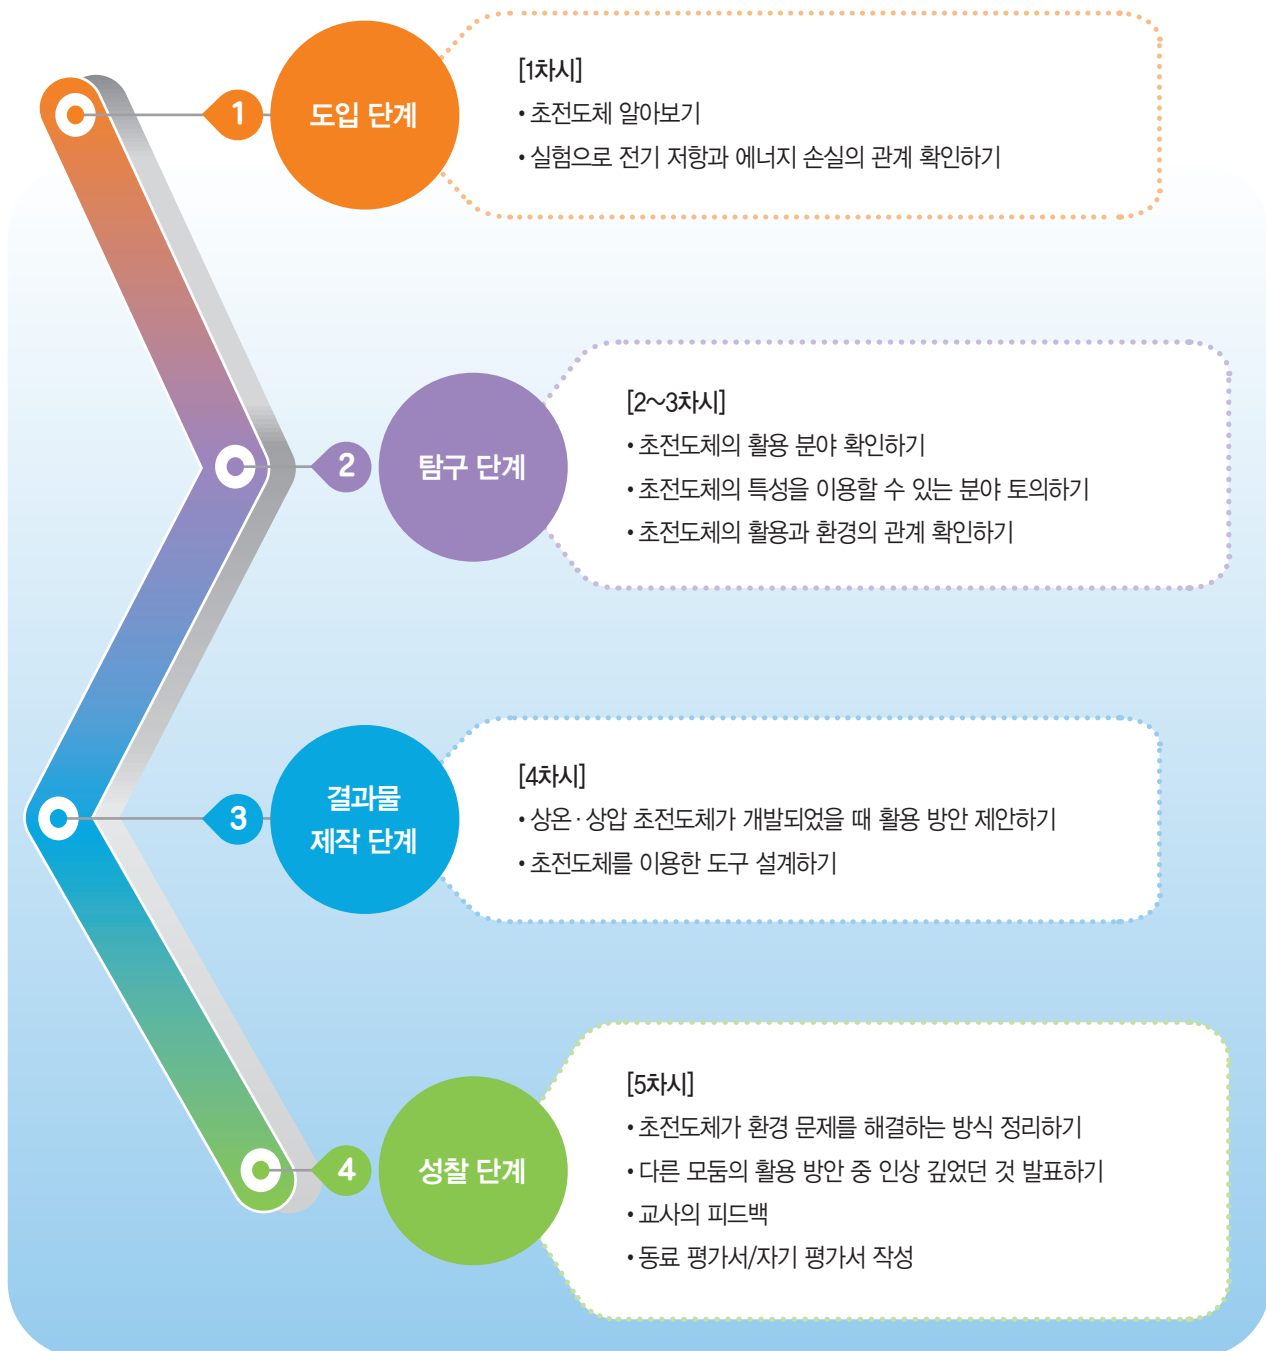 1
도입 단계
[1차시]
• 초전도체 알아보기
• 실험으로 전기 저항과 에너지 손실의 관계 확인하기
2
탐구 단계
[2～3차시]
• 초전도체의 활용 분야 확인하기
• 초전도체의 특성을 이용할 수 있는 분야 토의하기
• 초전도체의 활용과 환경의 관계 확인하기
3
결과물
제작 단계
[4차시]
• 상온·상압 초전도체가 개발되었을 때 활용 방안 제안하기
• 초전도체를 이용한 도구 설계하기
4
성찰 단계
[5차시]
• 초전도체가 환경 문제를 해결하는 방식 정리하기
• 다른 모둠의 활용 방안 중 인상 깊었던 것 발표하기
• 교사의 피드백
• 동료 평가서/자기 평가서 작성